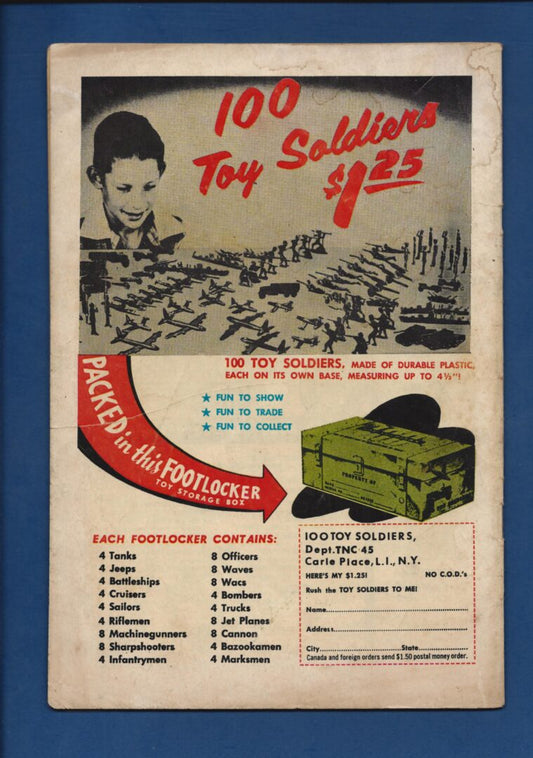 100
Toy Soldiers
$1.25
100 TOY SOLDIERS, MADE OF DURABLE PLASTIC,
EACH ON ITS OWN BASE, MEASURING UP TO 4½"!
★ FUN TO SHOW
★ FUN TO TRADE
★ FUN TO COLLECT
PACKED in this FOOTLOCKER
TOY STORAGE BOX
PROPERTY OF
EACH FOOTLOCKER CONTAINS:
4 Tanks
4 Jeeps
4 Battleships
4 Cruisers
4 Sailors
4 Riflemen
8 Machinegunners
8 Sharpshooters
4 Infantrymen
8 Officers
8 Waves
8 Wacs
4 Bombers
4 Trucks
8 Jet Planes
8 Cannon
4 Bazookamen
4 Marksmen
100 TOY SOLDIERS,
Dept. TNC 45
Carle Place, L.I., N.Y.
HERE'S MY $1.25! NO C.O.D.'s
Rush the TOY SOLDIERS TO ME!
Name
Address
City State
Canada and foreign orders send $1.50 postal money order.